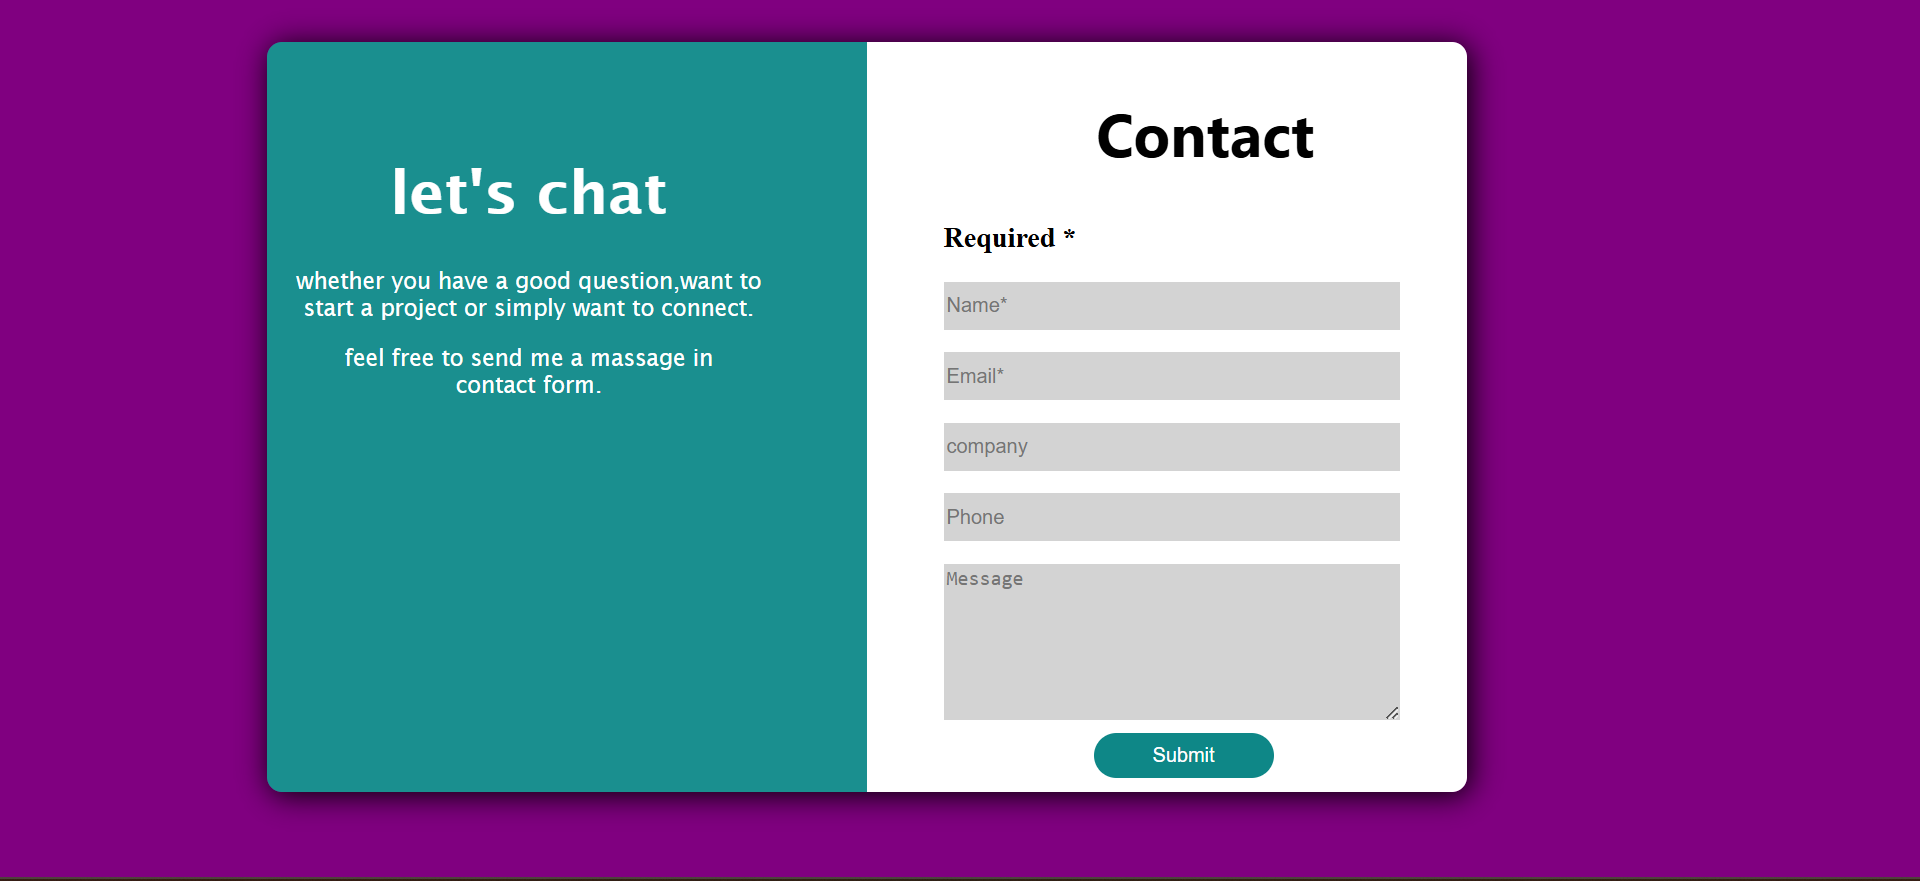 let's chat
whether you have a good question,want to
start a project or simply want to connect.
feel free to send me a massage in
contact form.
Contact
Required *
Name*
Email*
company
Phone
Message
Submit